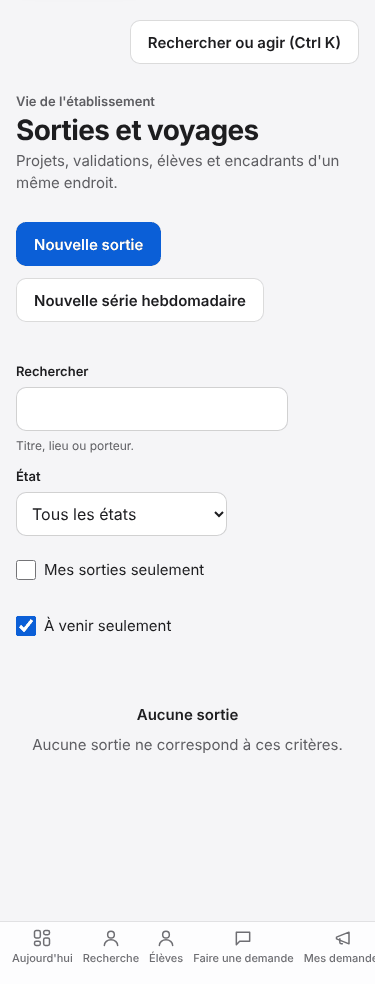 Rechercher ou agir (Ctrl K)
Vie de l'établissement
Sorties et voyages
Projets, validations, élèves et encadrants d'un
même endroit.
Nouvelle sortie
Nouvelle série hebdomadaire
Rechercher
Titre, lieu ou porteur.
État
Tous les états
Mes sorties seulement
À venir seulement
Aucune sortie
Aucune sortie ne correspond à ces critères.
Aujourd'hui Recherche Élèves Faire une demande Mes demande